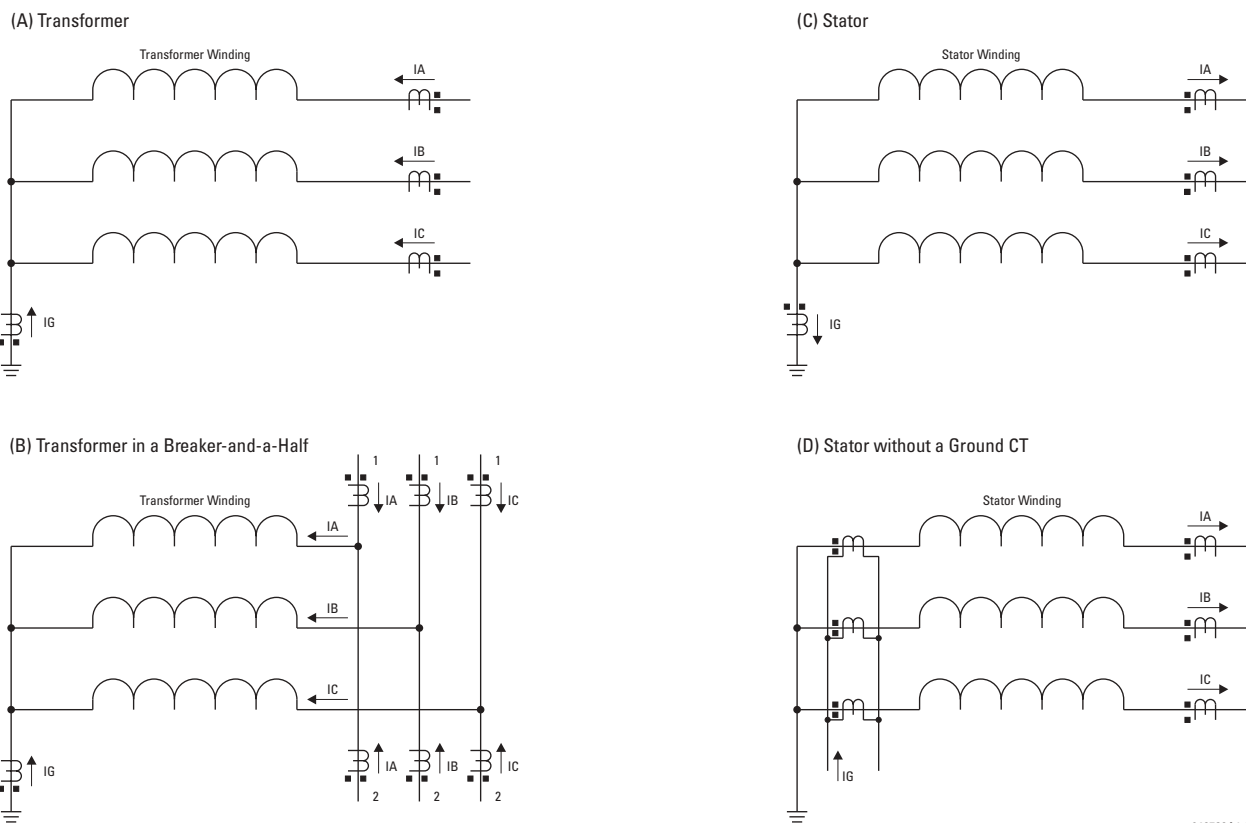 (A) Transformer
Transformer Winding
IA
IB
IC
IG
(C) Stator
Stator Winding
IA
IB
IC
IG
(B) Transformer in a Breaker-and-a-Half
1 1 1
Transformer Winding
IA IB IC
IA
IB
IC
IG
IA IB IC
2 2 2
(D) Stator without a Ground CT
Stator Winding
IA
IB
IC
IG